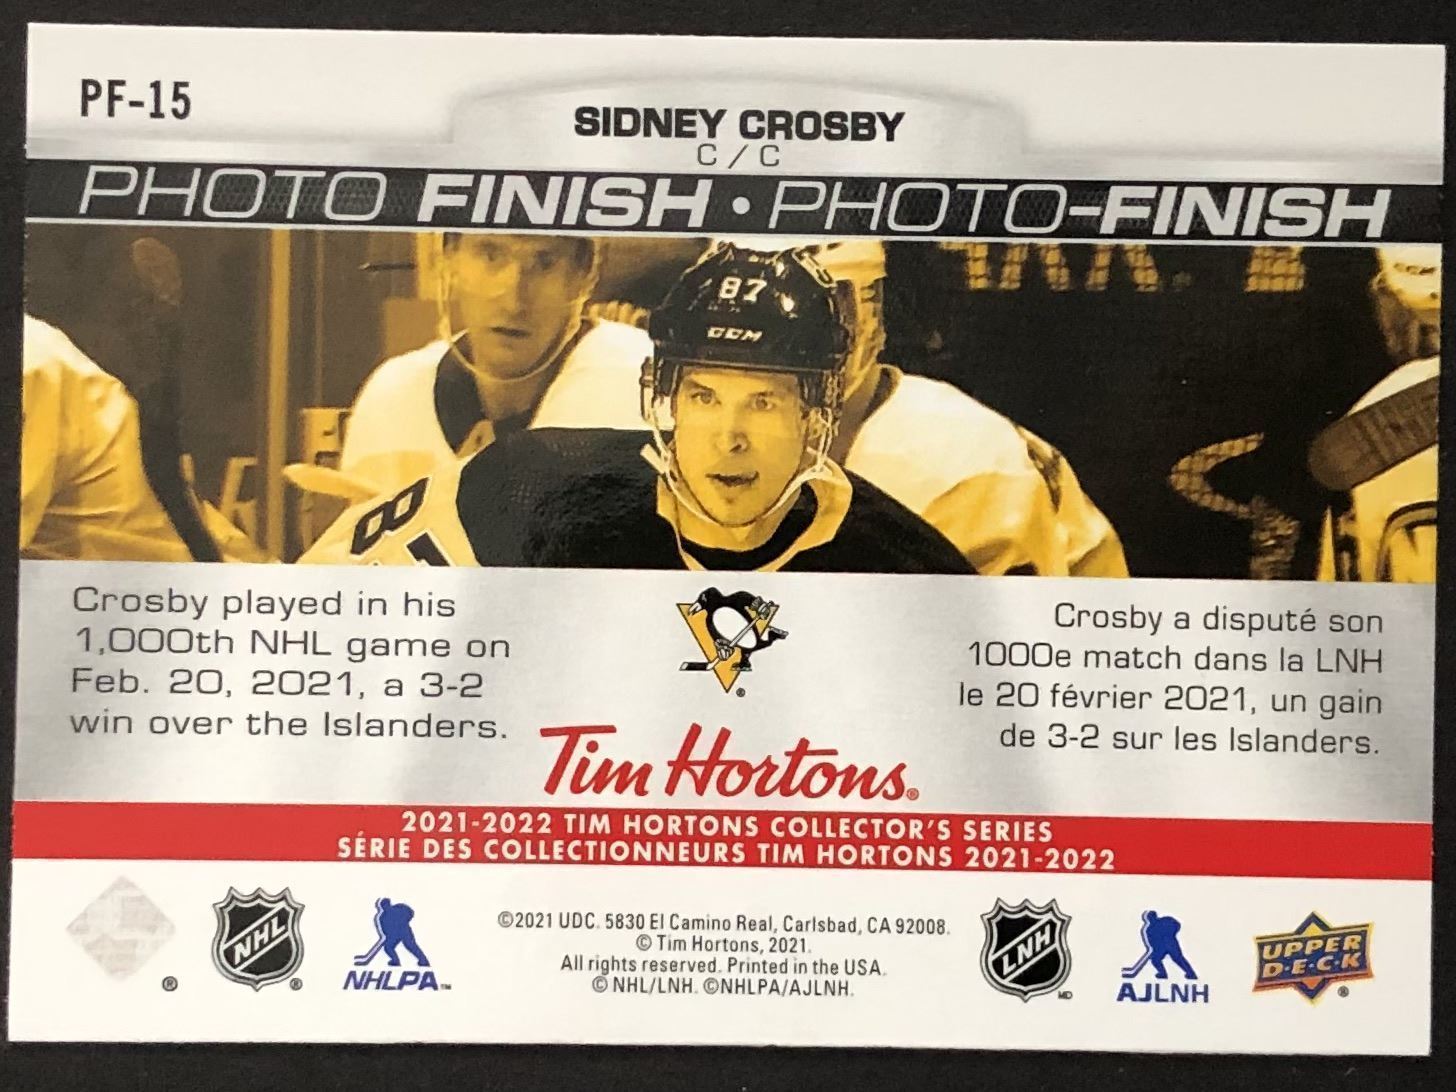 PF-15
SIDNEY CROSBY
C / C
PHOTO FINISH • PHOTO-FINISH
87
CCM
8
Crosby played in his
1,000th NHL game on
Feb. 20, 2021, a 3-2
win over the Islanders.
Crosby a disputé son
1000e match dans la LNH
le 20 février 2021, un gain
de 3-2 sur les Islanders.
Tim Hortons®
2021-2022 TIM HORTONS COLLECTOR'S SERIES
SÉRIE DES COLLECTIONNEURS TIM HORTONS 2021-2022
NHL
NHLPA™
©2021 UDC. 5830 El Camino Real, Carlsbad, CA 92008.
© Tim Hortons, 2021.
All rights reserved. Printed in the USA.
© NHL/LNH. ©NHLPA/AJLNH.
LNH MD
AJLNH
UPPER
D·E·C·K